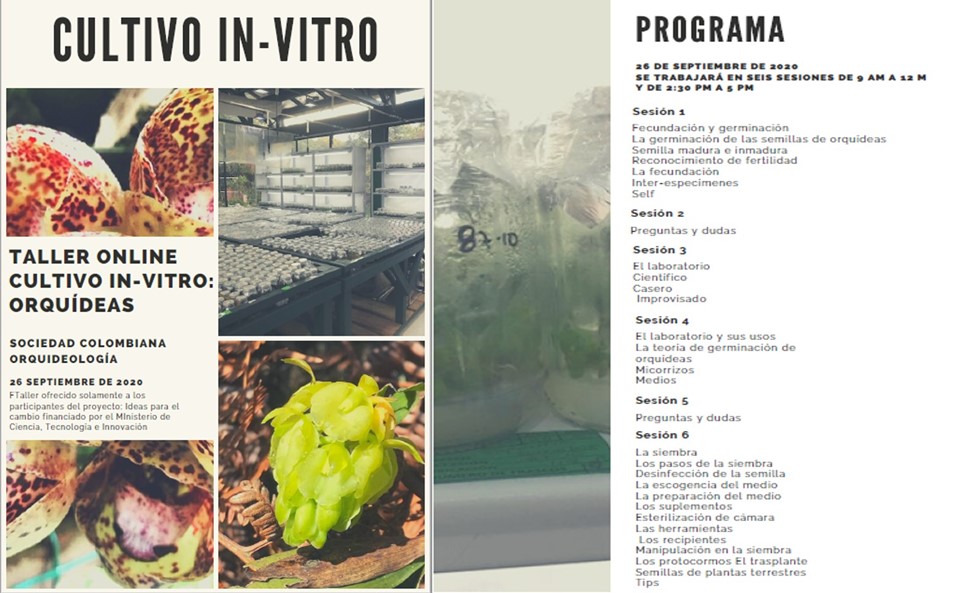 CULTIVO IN-VITRO
TALLER ONLINE
CULTIVO IN-VITRO:
ORQUÍDEAS
SOCIEDAD COLOMBIANA
ORQUIDEOLOGÍA
26 SEPTIEMBRE DE 2020
FTaller ofrecido solamente a los
participantes del proyecto: Ideas para el
cambio financiado por el MInisterio de
Ciencia, Tecnología e Innovación
87-10
PROGRAMA
26 DE SEPTIEMBRE DE 2020
SE TRABAJARÁ EN SEIS SESIONES DE 9 AM A 12 M
Y DE 2:30 PM A 5 PM
Sesión 1
Fecundación y germinación
La germinación de las semillas de orquídeas
Semilla madura e inmadura
Reconocimiento de fertilidad
La fecundación
Inter-especimenes
Self
Sesión 2
Preguntas y dudas
Sesión 3
El laboratorio
Científico
Casero
Improvisado
Sesión 4
El laboratorio y sus usos
La teoría de germinación de
orquídeas
Micorrizos
Medios
Sesión 5
Preguntas y dudas
Sesión 6
La siembra
Los pasos de la siembra
Desinfección de la semilla
La escogencia del medio
La preparación del medio
Los suplementos
Esterilización de cámara
Las herramientas
Los recipientes
Manipulación en la siembra
Los protocormos El trasplante
Semillas de plantas terrestres
Tips